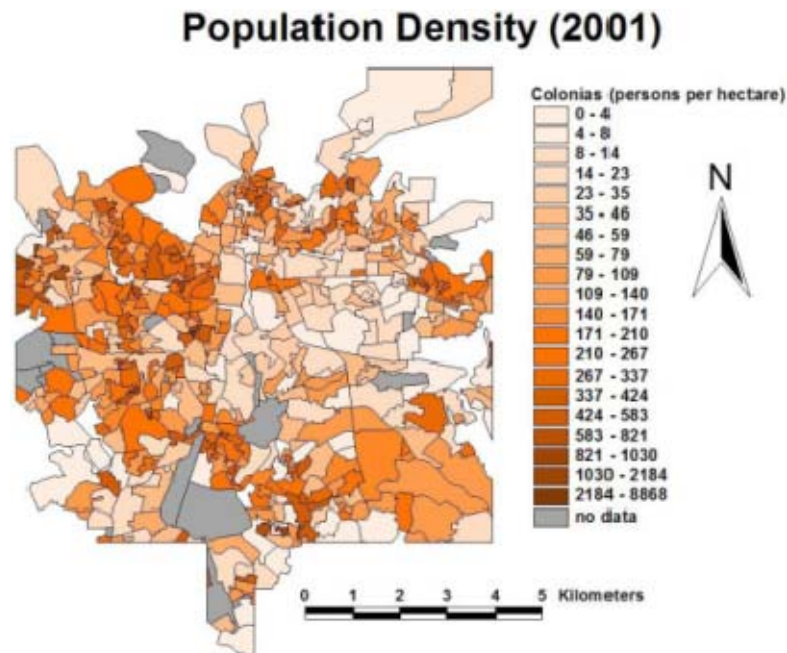 Population Density (2001)
Colonias (persons per hectare)
0 - 4
4 - 8
8 - 14
14 - 23
23 - 35
35 - 46
46 - 59
59 - 79
79 - 109
109 - 140
140 - 171
171 - 210
210 - 267
267 - 337
337 - 424
424 - 583
583 - 821
821 - 1030
1030 - 2184
2184 - 8868
no data
N
0 1 2 3 4 5 Kilometers